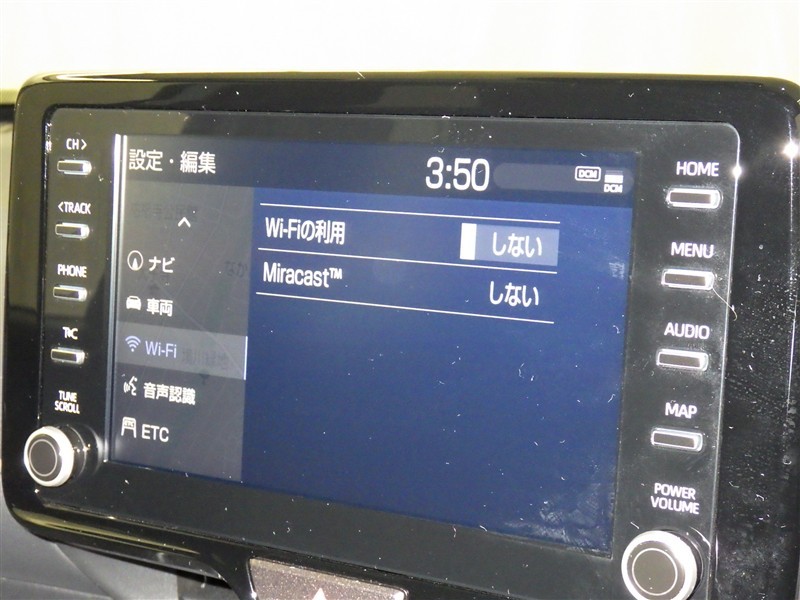 CH>
<TRACK
PHONE
T<C
TUNE
SCROLL
設定・編集
3:50
DCM
DCM
ナビ
車両
Wi-Fi
音声認識
ETC
Wi-Fiの利用
しない
Miracast™
しない
HOME
MENU
AUDIO
MAP
POWER
VOLUME